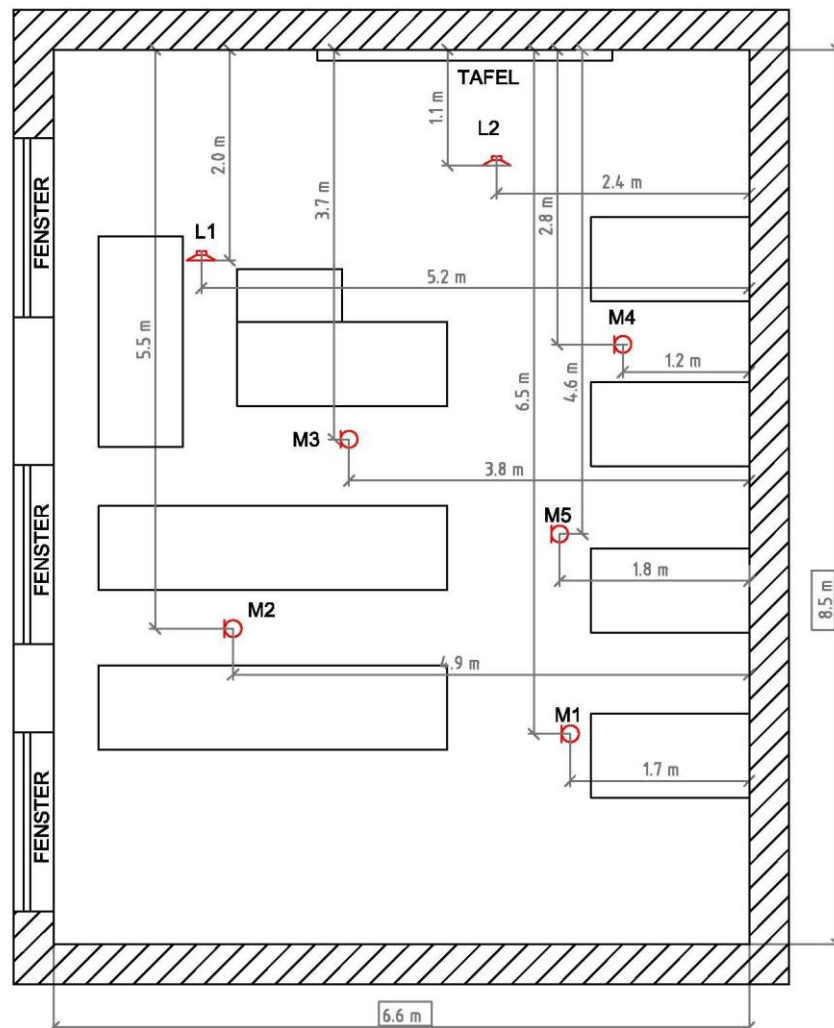 TAFEL
1.1 m
L2
2.0 m
2.4 m
3.7 m
2.8 m
FENSTER
L1
5.2 m
M4
5.5 m
1.2 m
6.5 m
4.6 m
M3
3.8 m
M5
FENSTER
1.8 m
8.5 m
M2
4.9 m
M1
1.7 m
FENSTER
6.6 m